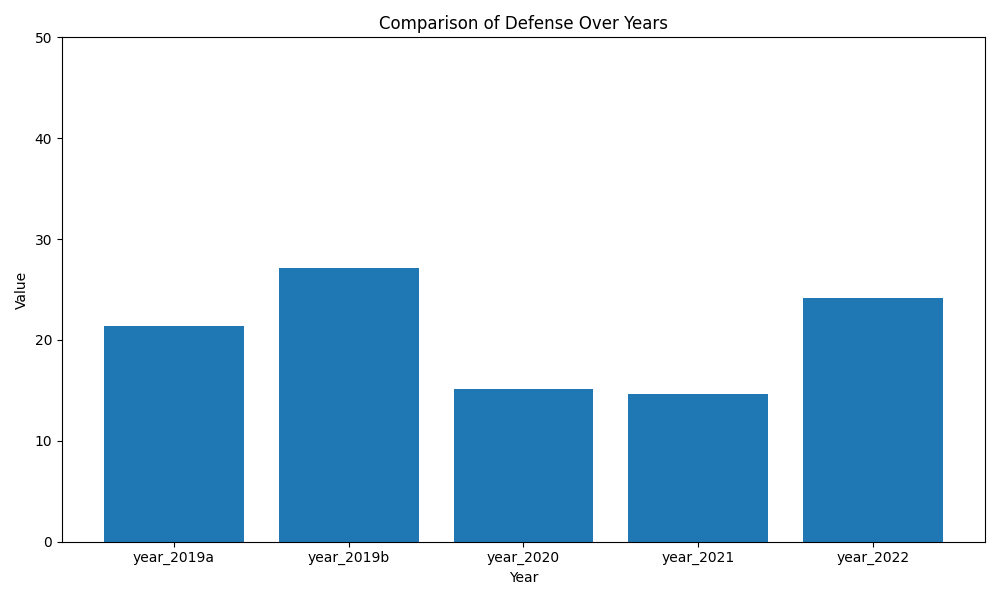 Comparison of Defense Over Years
50
40
30
20
10
0
Value
year_2019a
year_2019b
year_2020
year_2021
year_2022
Year